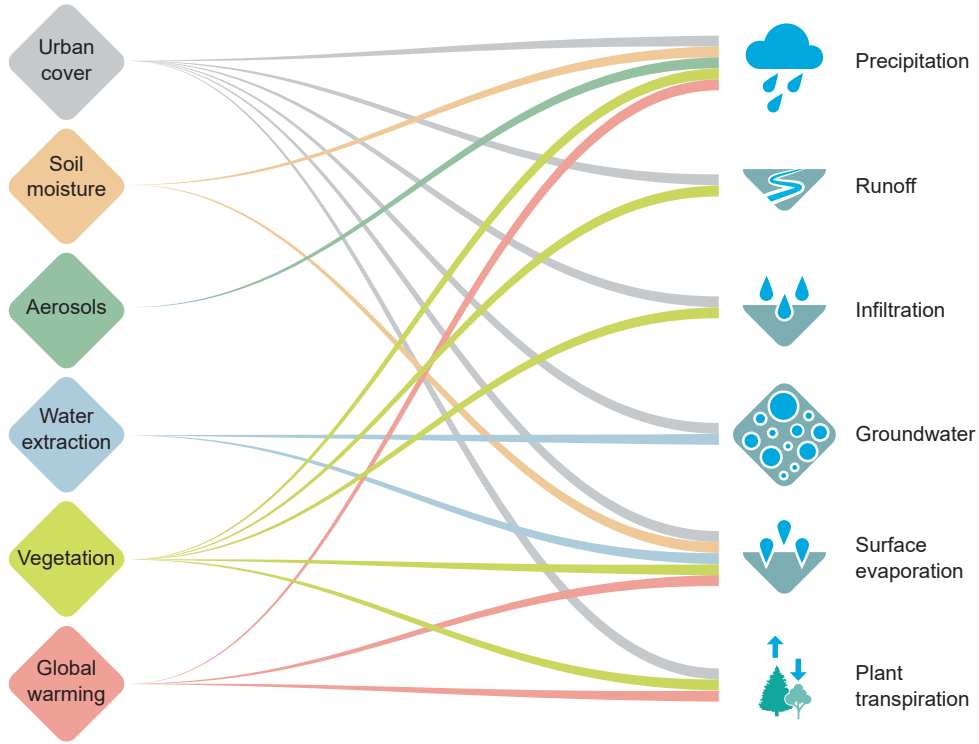 Urban
cover
Soil
moisture
Aerosols
Water
extraction
Vegetation
Global
warming
Precipitation
Runoff
Infiltration
Groundwater
Surface
evaporation
Plant
transpiration